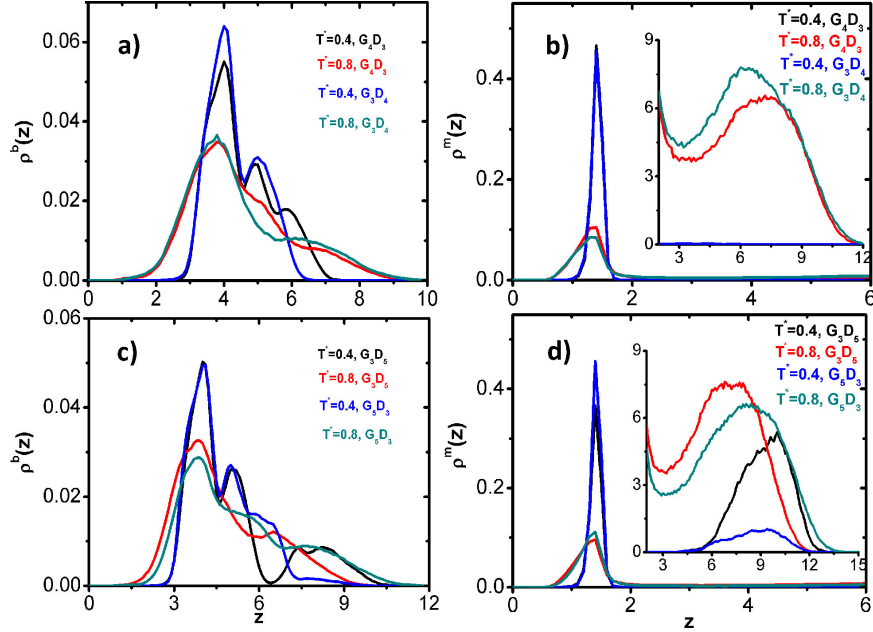 a)
T*=0.4, G₄D₃
T*=0.8, G₄D₃
T*=0.4, G₃D₄
T*=0.8, G₃D₄
ρᵇ(z)
0.06
0.04
0.02
0.00
0 2 4 6 8 10
b)
T*=0.4, G₄D₃
T*=0.8, G₄D₃
T*=0.4, G₃D₄
T*=0.8, G₃D₄
ρᵐ(z)
0.4
0.2
0.0
0 2 4 6
9
6
3
0
3 6 9 12
c)
T*=0.4, G₃D₅
T*=0.8, G₃D₅
T*=0.4, G₅D₃
T*=0.8, G₅D₃
ρᵇ(z)
0.06
0.04
0.02
0.00
0 3 6 9 12
z
d)
T*=0.4, G₃D₅
T*=0.8, G₃D₅
T*=0.4, G₅D₃
T*=0.8, G₅D₃
ρᵐ(z)
0.4
0.2
0.0
0 2 4 6
z
9
6
3
0
3 6 9 12 15